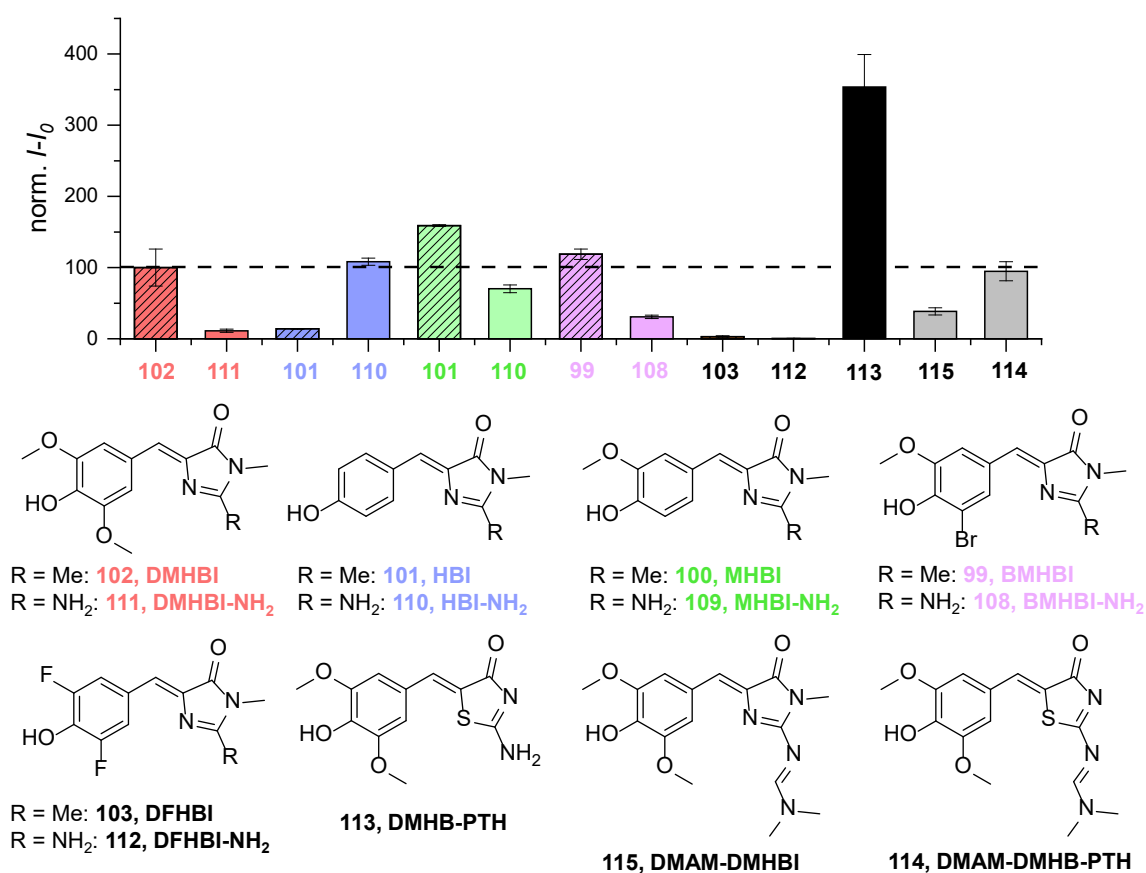 norm. I-I₀
400
300
200
100
0
102 111 101 110 101 110 99 108 103 112 113 115 114
O
O
N
HO
N
O
R
R = Me: 102, DMHBI
R = NH₂: 111, DMHBI-NH₂
O
N
N
HO
R
R = Me: 101, HBI
R = NH₂: 110, HBI-NH₂
O
O
N
N
HO
R
R = Me: 100, MHBI
R = NH₂: 109, MHBI-NH₂
O
O
N
N
HO
Br
R
R = Me: 99, BMHBI
R = NH₂: 108, BMHBI-NH₂
O
F
N
N
HO
F
R
R = Me: 103, DFHBI
R = NH₂: 112, DFHBI-NH₂
O
O
N
S
HO
NH₂
O
113, DMHB-PTH
O
O
N
N
HO
O
N
N
115, DMAM-DMHBI
O
O
N
S
HO
O
N
N
114, DMAM-DMHB-PTH